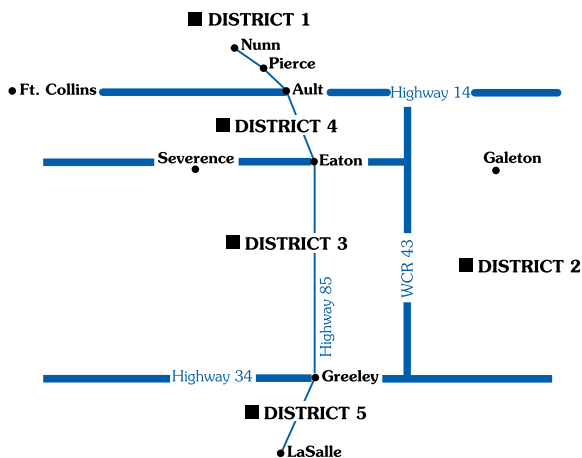 DISTRICT 1
Nunn
Pierce
Ft. Collins
Ault
Highway 14
DISTRICT 4
Severence
Eaton
Galeton
DISTRICT 3
WCR 43
DISTRICT 2
Highway 85
Highway 34
Greeley
DISTRICT 5
LaSalle